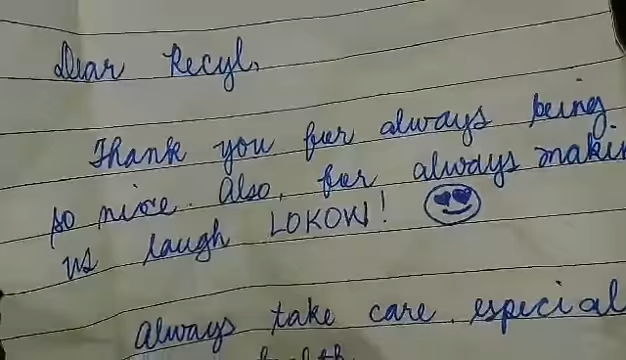 Dear Recyl,
Thank you for always being
so nice. Also, for always makin
us laugh LOKOW!
Always take care, especial
health.